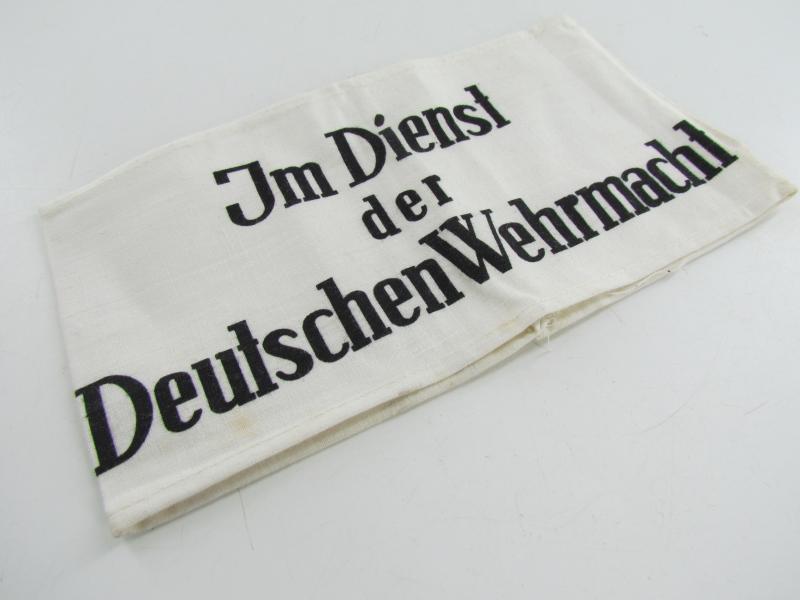 Im Dienst
der
Deutschen Wehrmacht